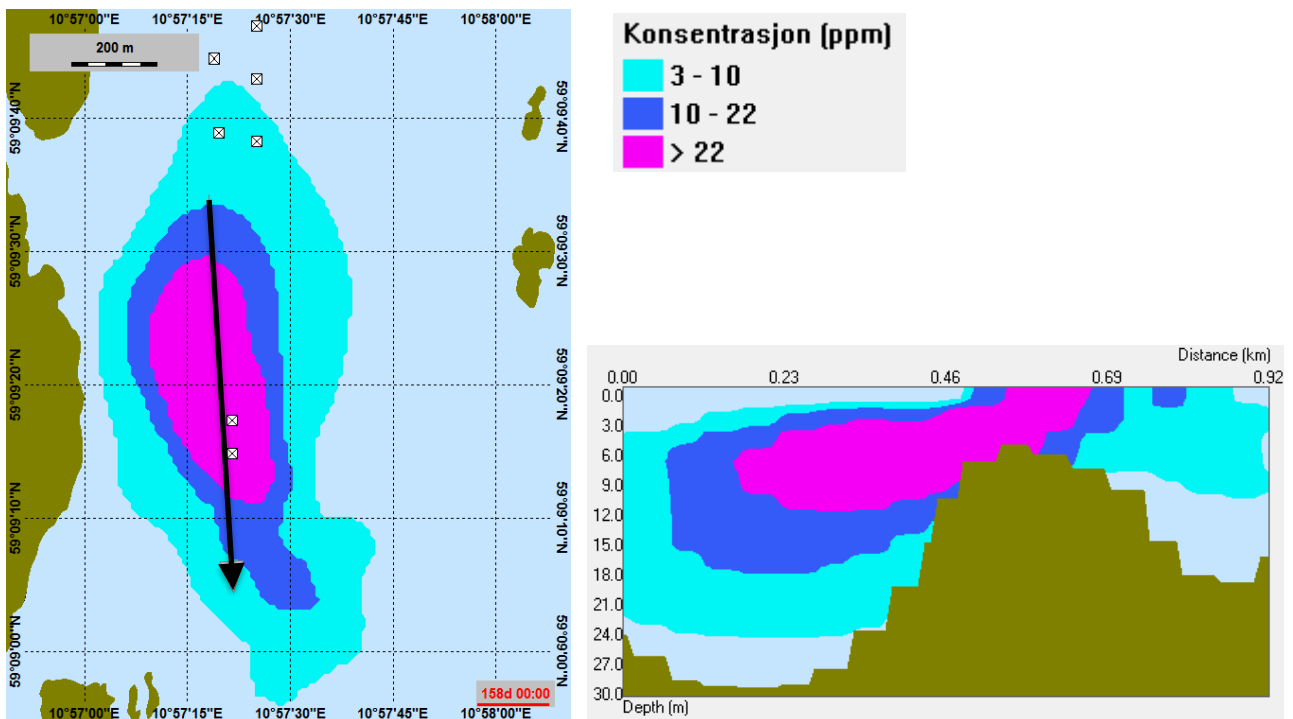 10°57'00"E 10°57'15"E 10°57'30"E 10°57'45"E 10°58'00"E
200 m
59°09'40"N 59°09'40"N
59°09'30"N 59°09'30"N
59°09'20"N 59°09'20"N
59°09'10"N 59°09'10"N
59°09'00"N 59°09'00"N
158d 00:00
10°57'00"E 10°57'15"E 10°57'30"E 10°57'45"E 10°58'00"E
Konsentrasjon (ppm)
3 - 10
10 - 22
> 22
Distance (km)
0.00 0.23 0.46 0.69 0.92
0.0
3.0
6.0
9.0
12.0
15.0
18.0
21.0
24.0
27.0
30.0
Depth (m)